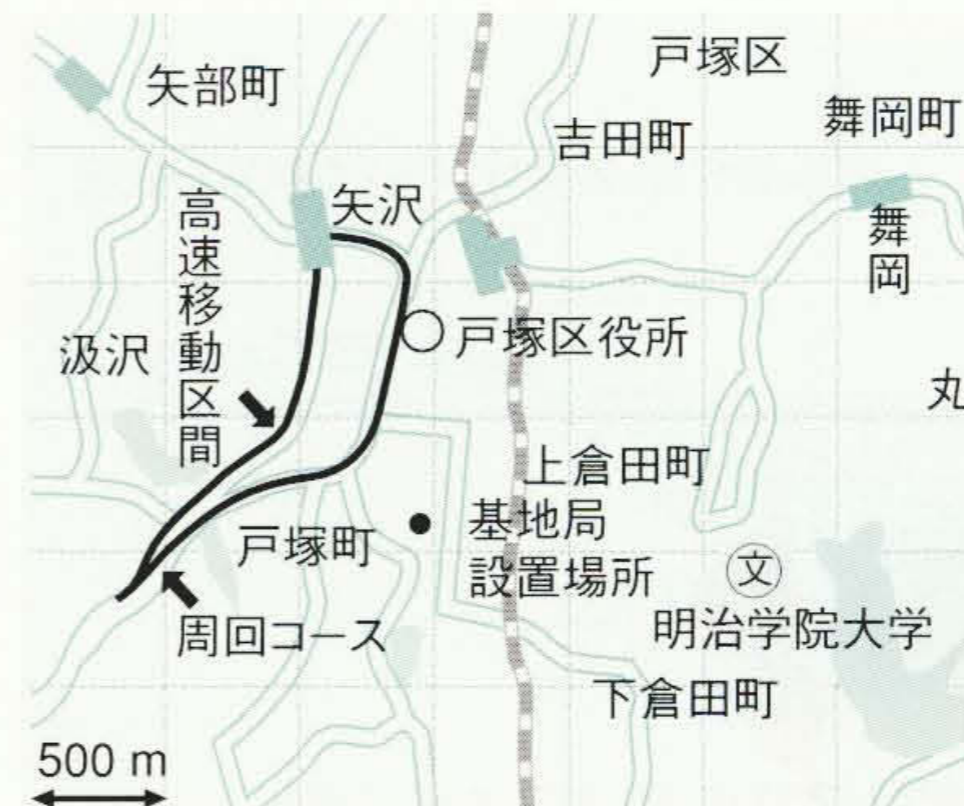 戸塚区
矢部町
舞岡町
吉田町
矢沢
高速移動区間
舞岡
戸塚区役所
汲沢
丸
上倉田町
基地局
設置場所
戸塚町
文
明治学院大学
周回コース
下倉田町
500 m